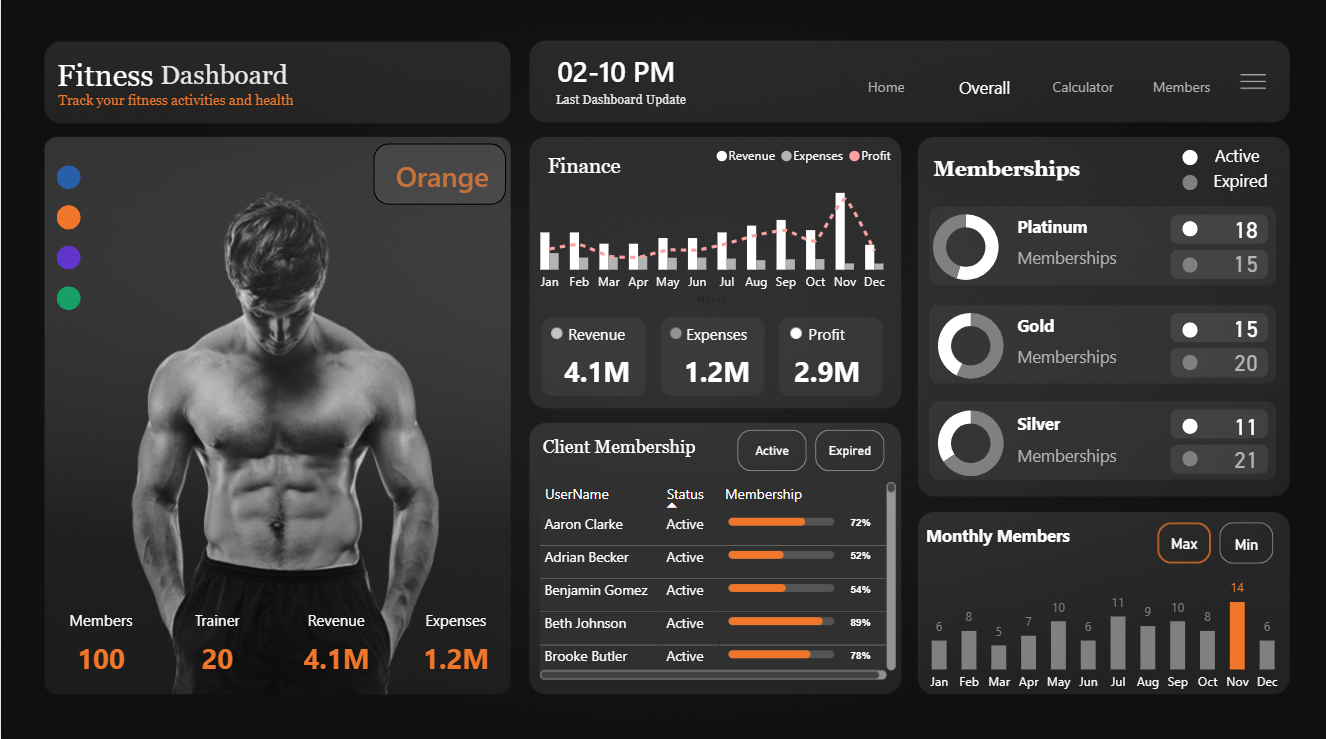 Fitness Dashboard
Track your fitness activities and health
02-10 PM
Last Dashboard Update
Home
Overall
Calculator
Members
Orange
Members
Trainer
Revenue
Expenses
100
20
4.1M
1.2M
Finance
Revenue
Expenses
Profit
Jan Feb Mar Apr May Jun Jul Aug Sep Oct Nov Dec
Month
Revenue
4.1M
Expenses
1.2M
Profit
2.9M
Client Membership
Active
Expired
UserName Status Membership
Aaron Clarke Active 72%
Adrian Becker Active 52%
Benjamin Gomez Active 54%
Beth Johnson Active 89%
Brooke Butler Active 78%
Memberships
Active
Expired
Platinum
Memberships
18
15
Gold
Memberships
15
20
Silver
Memberships
11
21
Monthly Members
Max
Min
6 8 5 7 10 6 11 9 10 8 14 6
Jan Feb Mar Apr May Jun Jul Aug Sep Oct Nov Dec